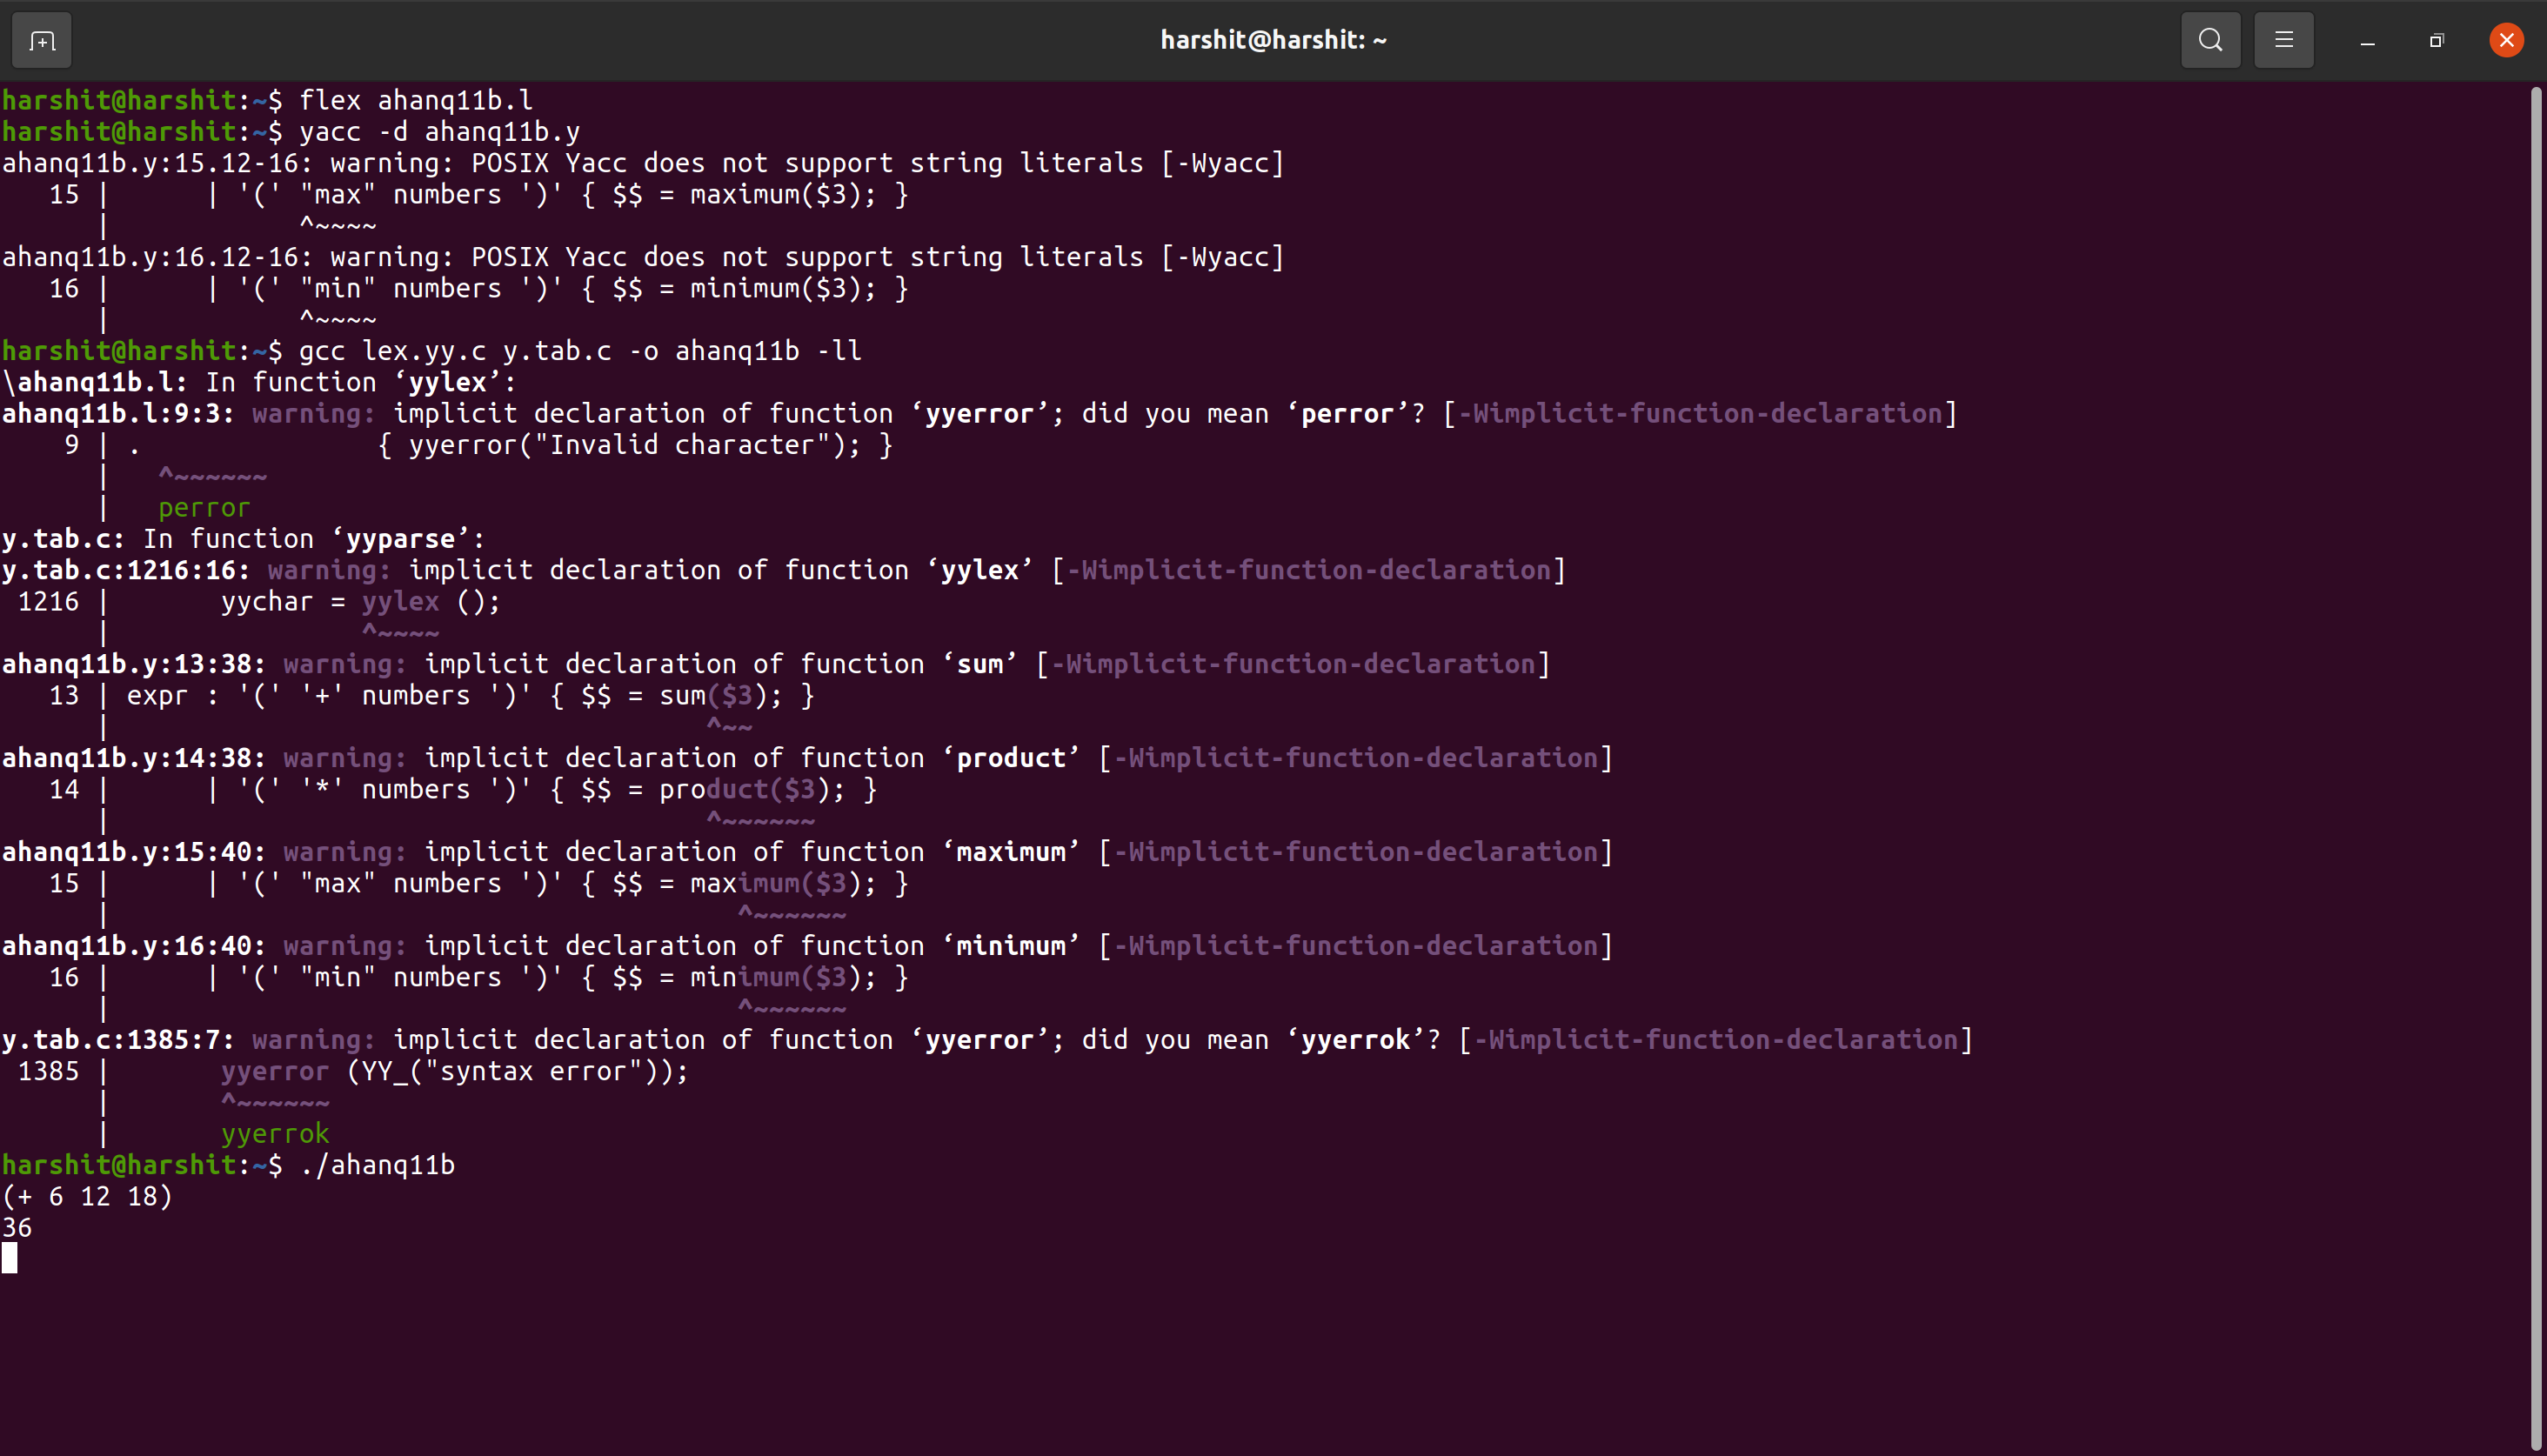 harshit@harshit: ~
harshit@harshit:~$ flex ahanq11b.l
harshit@harshit:~$ yacc -d ahanq11b.y
ahanq11b.y:15.12-16: warning: POSIX Yacc does not support string literals [-Wyacc]
   15 |      | '(' "max" numbers ')' { $$ = maximum($3); }
      |            ^~~~~
ahanq11b.y:16.12-16: warning: POSIX Yacc does not support string literals [-Wyacc]
   16 |      | '(' "min" numbers ')' { $$ = minimum($3); }
      |            ^~~~~
harshit@harshit:~$ gcc lex.yy.c y.tab.c -o ahanq11b -ll
\ahanq11b.l: In function ‘yylex’:
ahanq11b.l:9:3: warning: implicit declaration of function ‘yyerror’; did you mean ‘perror’? [-Wimplicit-function-declaration]
    9 | .               { yyerror("Invalid character"); }
      |   ^~~~~~~
      |   perror
y.tab.c: In function ‘yyparse’:
y.tab.c:1216:16: warning: implicit declaration of function ‘yylex’ [-Wimplicit-function-declaration]
 1216 |       yychar = yylex ();
      |                ^~~~~
ahanq11b.y:13:38: warning: implicit declaration of function ‘sum’ [-Wimplicit-function-declaration]
   13 | expr : '(' '+' numbers ')' { $$ = sum($3); }
      |                                      ^~~
ahanq11b.y:14:38: warning: implicit declaration of function ‘product’ [-Wimplicit-function-declaration]
   14 |      | '(' '*' numbers ')' { $$ = product($3); }
      |                                      ^~~~~~~
ahanq11b.y:15:40: warning: implicit declaration of function ‘maximum’ [-Wimplicit-function-declaration]
   15 |      | '(' "max" numbers ')' { $$ = maximum($3); }
      |                                        ^~~~~~~
ahanq11b.y:16:40: warning: implicit declaration of function ‘minimum’ [-Wimplicit-function-declaration]
   16 |      | '(' "min" numbers ')' { $$ = minimum($3); }
      |                                        ^~~~~~~
y.tab.c:1385:7: warning: implicit declaration of function ‘yyerror’; did you mean ‘yyerrok’? [-Wimplicit-function-declaration]
 1385 |       yyerror (YY_("syntax error"));
      |       ^~~~~~~
      |       yyerrok
harshit@harshit:~$ ./ahanq11b
(+ 6 12 18)
36